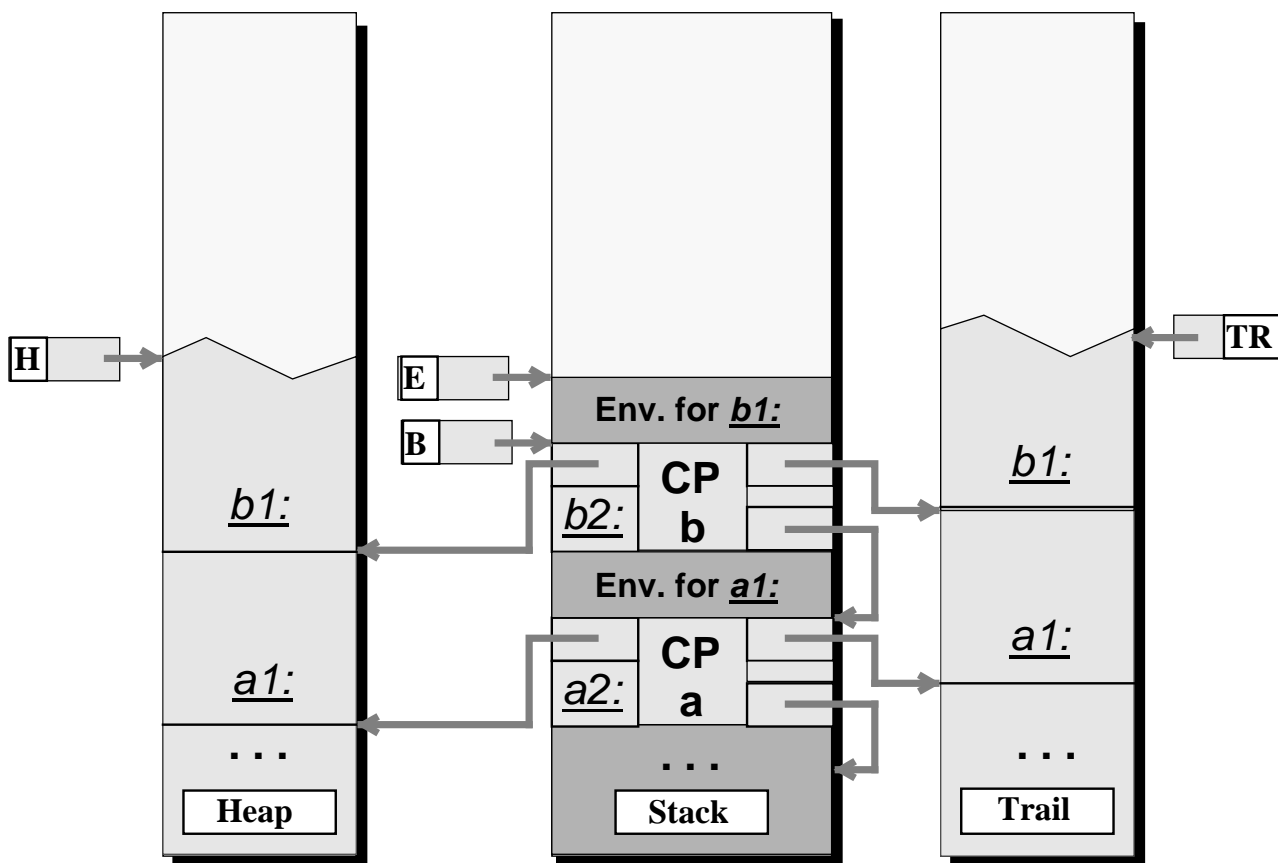 H
E
B
TR
Env. for b1:
CP
b
b2:
Env. for a1:
CP
a
a2:
. . .
Stack
b1:
a1:
. . .
Heap
b1:
a1:
. . .
Trail